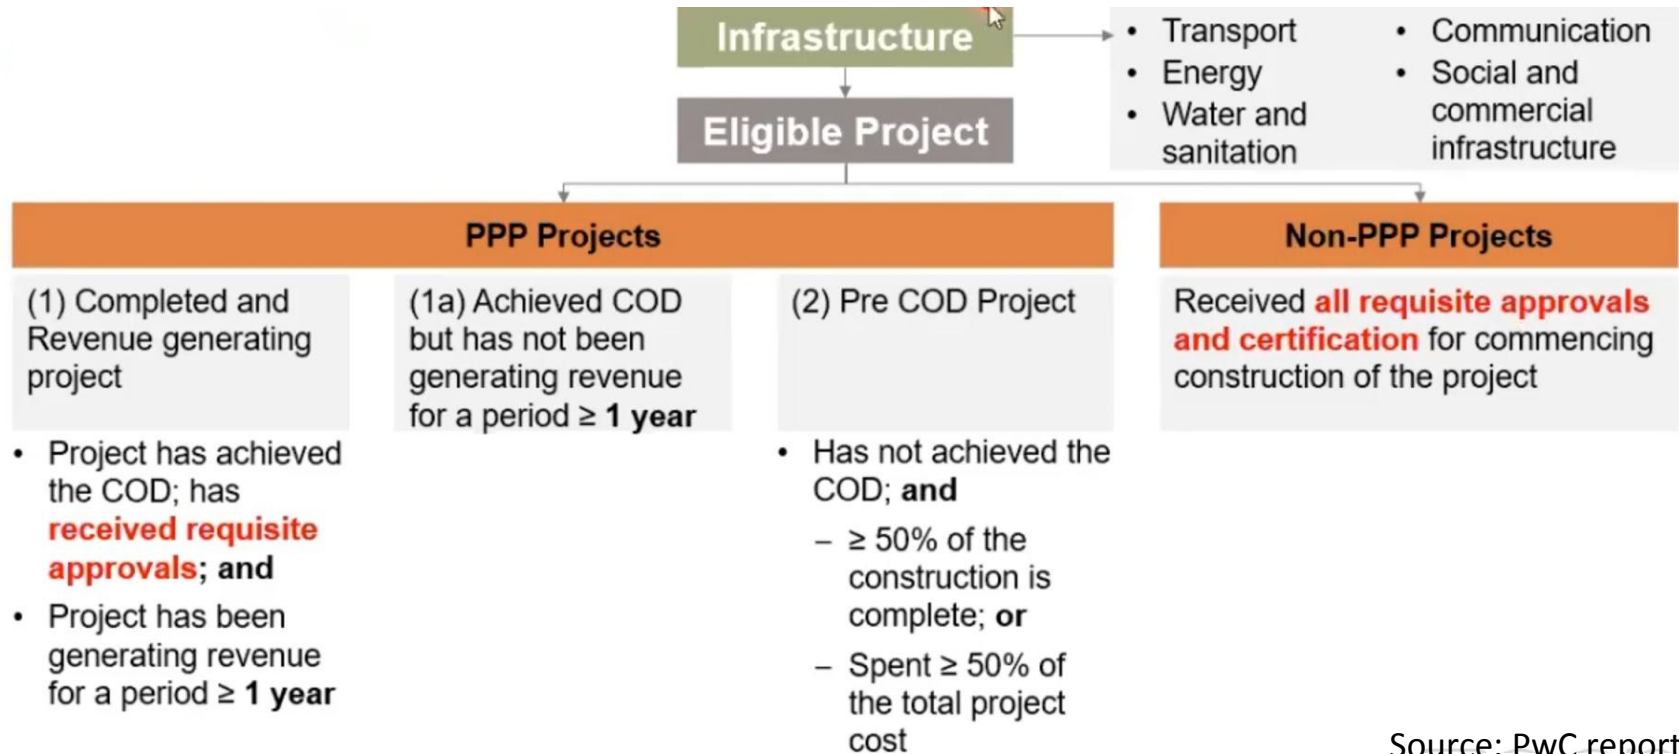 Infrastructure
• Transport
• Energy
• Water and
sanitation
• Communication
• Social and
commercial
infrastructure
Eligible Project
PPP Projects
(1) Completed and
Revenue generating
project
• Project has achieved
the COD; has
received requisite
approvals; and
• Project has been
generating revenue
for a period ≥ 1 year
(1a) Achieved COD
but has not been
generating revenue
for a period ≥ 1 year
(2) Pre COD Project
• Has not achieved the
COD; and
– ≥ 50% of the
construction is
complete; or
– Spent ≥ 50% of
the total project
cost
Non-PPP Projects
Received all requisite approvals
and certification for commencing
construction of the project
Source: PwC report